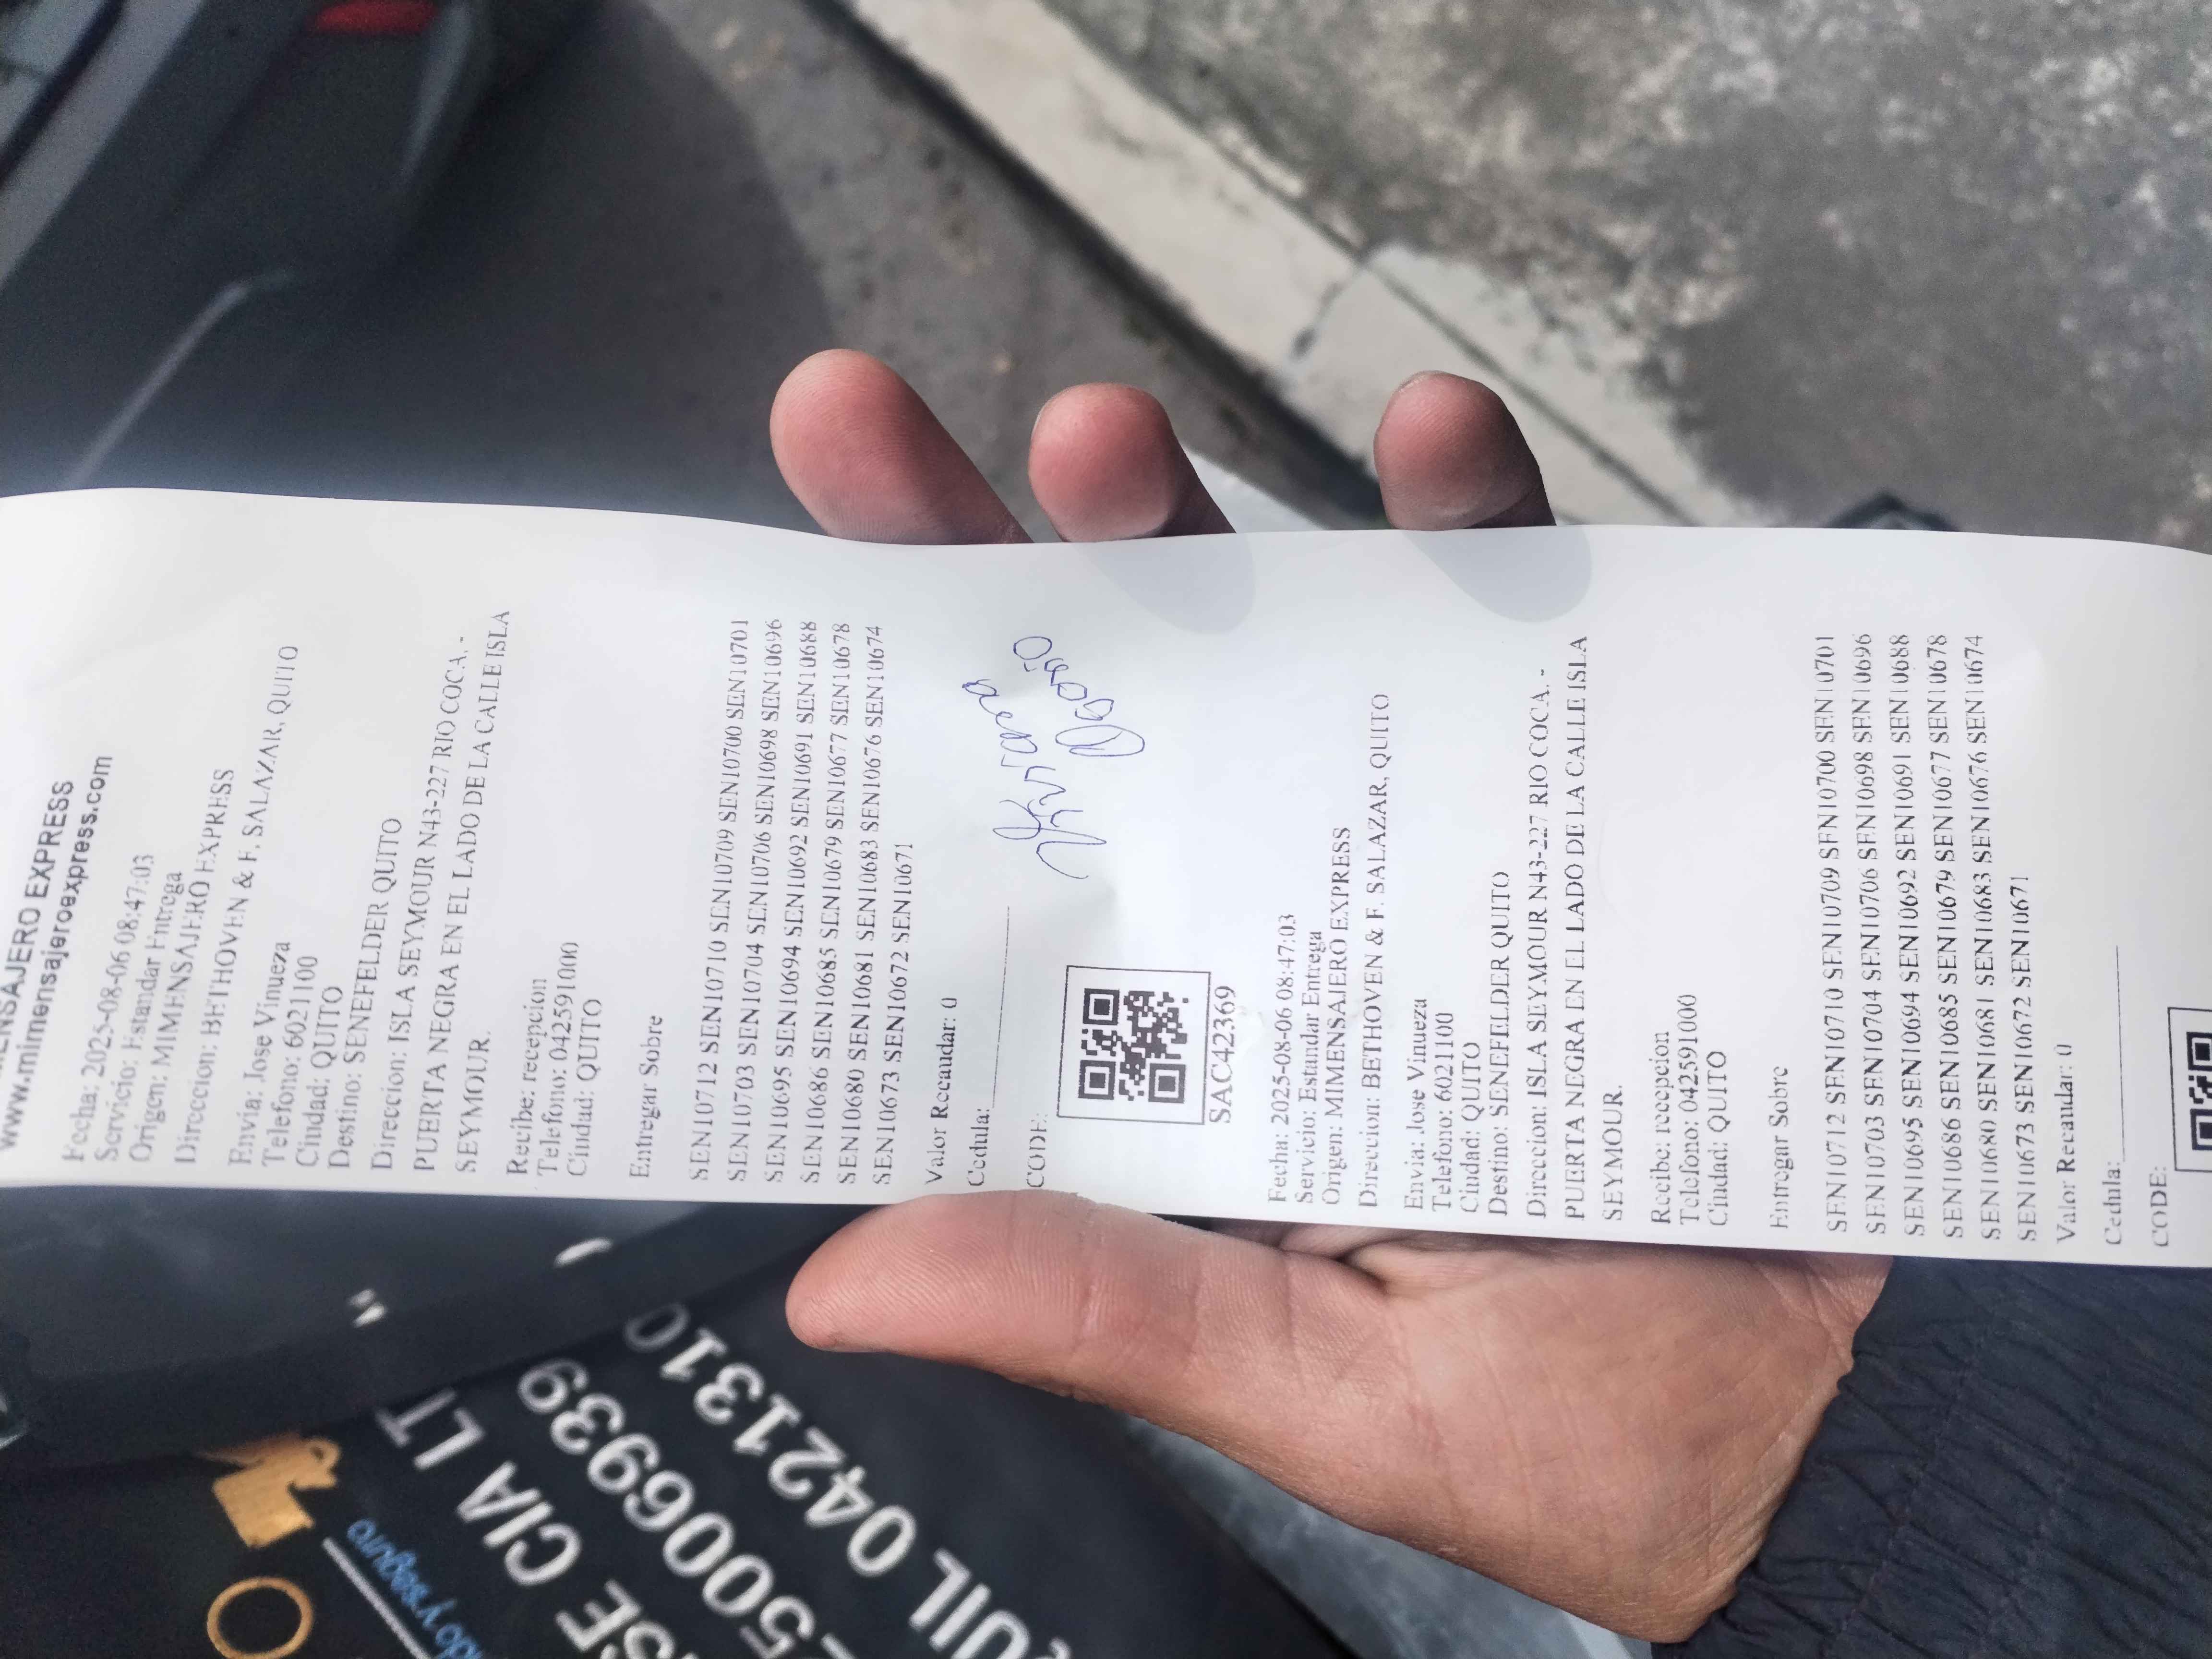 MENSAJERO EXPRESS
www.mimensajeroexpress.com
Fecha: 2025-08-06 08:47:03
Servicio: Estandar Entrega
Origen: MIMENSAJERO EXPRESS
Direccion: BETHOVEN & F. SALAZAR, QUITO
Envia: Jose Vinueza
Telefono: 6021100
Ciudad: QUITO
Destino: SENEFELDER QUITO
Direccion: ISLA SEYMOUR N43-227 RIO COCA. -
PUERTA NEGRA EN EL LADO DE LA CALLE ISLA
SEYMOUR.
Recibe: recepcion
Telefono: 042591000
Ciudad: QUITO
Entregar Sobre
SEN10712 SEN10710 SEN10709 SEN10700 SEN10701
SEN10703 SEN10704 SEN10706 SEN10698 SEN10696
SEN10695 SEN10694 SEN10692 SEN10691 SEN10688
SEN10686 SEN10685 SEN10679 SEN10677 SEN10678
SEN10680 SEN10681 SEN10683 SEN10676 SEN10674
SEN10673 SEN10672 SEN10671
Valor Recaudar: 0
Cedula:
CODE:
SAC42369
Fecha: 2025-08-06 08:47:03
Servicio: Estandar Entrega
Origen: MIMENSAJERO EXPRESS
Direccion: BETHOVEN & F. SALAZAR, QUITO
Envia: Jose Vinueza
Telefono: 6021100
Ciudad: QUITO
Destino: SENEFELDER QUITO
Direccion: ISLA SEYMOUR N43-227 RIO COCA. -
PUERTA NEGRA EN EL LADO DE LA CALLE ISLA
SEYMOUR.
Recibe: recepcion
Telefono: 042591000
Ciudad: QUITO
Entregar Sobre
SEN10712 SEN10710 SEN10709 SEN10700 SEN10701
SEN10703 SEN10704 SEN10706 SEN10698 SEN10696
SEN10695 SEN10694 SEN10692 SEN10691 SEN10688
SEN10686 SEN10685 SEN10679 SEN10677 SEN10678
SEN10680 SEN10681 SEN10683 SEN10676 SEN10674
SEN10673 SEN10672 SEN10671
Valor Recaudar: 0
Cedula:
CODE:
SE CIA LT
250069939
QUIL 0421310
do y seguro